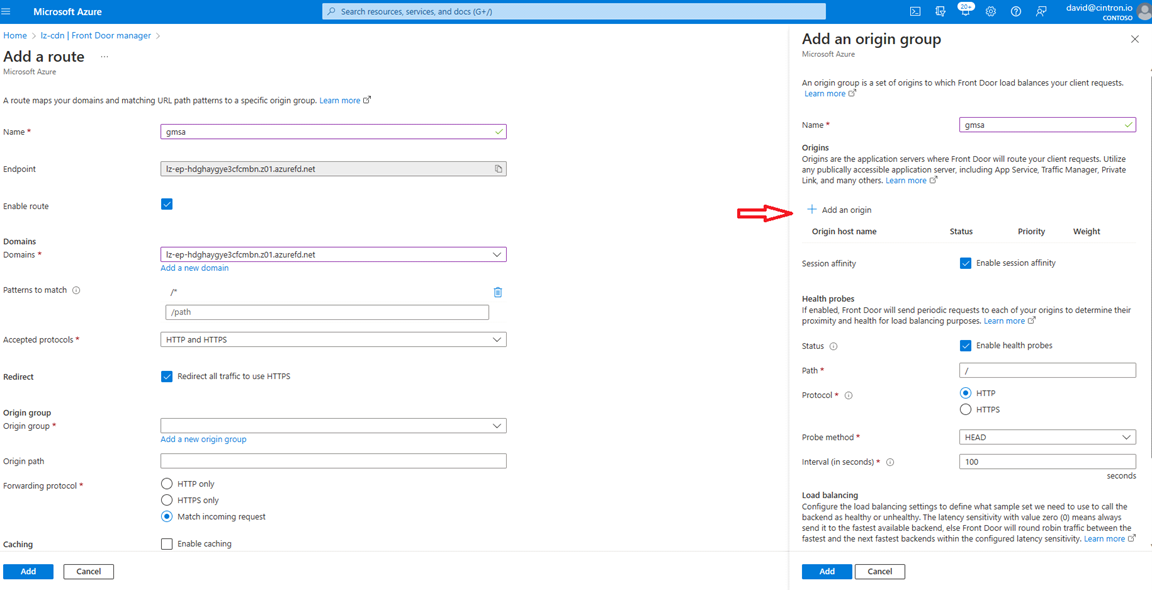 Microsoft Azure
Search resources, services, and docs (G+/)
20+
david@cintron.io
CONTOSO
Home > lz-cdn | Front Door manager >
Add a route ...
Microsoft Azure
A route maps your domains and matching URL path patterns to a specific origin group. Learn more
Name *
gmsa
Endpoint
lz-ep-hdghaygye3cfcmbn.z01.azurefd.net
Enable route
Domains
Domains *
lz-ep-hdghaygye3cfcmbn.z01.azurefd.net
Add a new domain
Patterns to match
/*
/path
Accepted protocols *
HTTP and HTTPS
Redirect
Redirect all traffic to use HTTPS
Origin group
Origin group *
Add a new origin group
Origin path
Forwarding protocol *
HTTP only
HTTPS only
Match incoming request
Caching
Enable caching
Add
Cancel
Add an origin group
Microsoft Azure
An origin group is a set of origins to which Front Door load balances your client requests.
Learn more
Name *
gmsa
Origins
Origins are the application servers where Front Door will route your client requests. Utilize
any publically accessible application server, including App Service, Traffic Manager, Private
Link, and many others. Learn more
+ Add an origin
Origin host name Status Priority Weight
Session affinity
Enable session affinity
Health probes
If enabled, Front Door will send periodic requests to each of your origins to determine their
proximity and health for load balancing purposes. Learn more
Status
Enable health probes
Path *
/
Protocol *
HTTP
HTTPS
Probe method *
HEAD
Interval (in seconds) *
100
seconds
Load balancing
Configure the load balancing settings to define what sample set we need to use to call the
backend as healthy or unhealthy. The latency sensitivity with value zero (0) means always
send it to the fastest available backend, else Front Door will round robin traffic between the
fastest and the next fastest backends within the configured latency sensitivity. Learn more
Add
Cancel